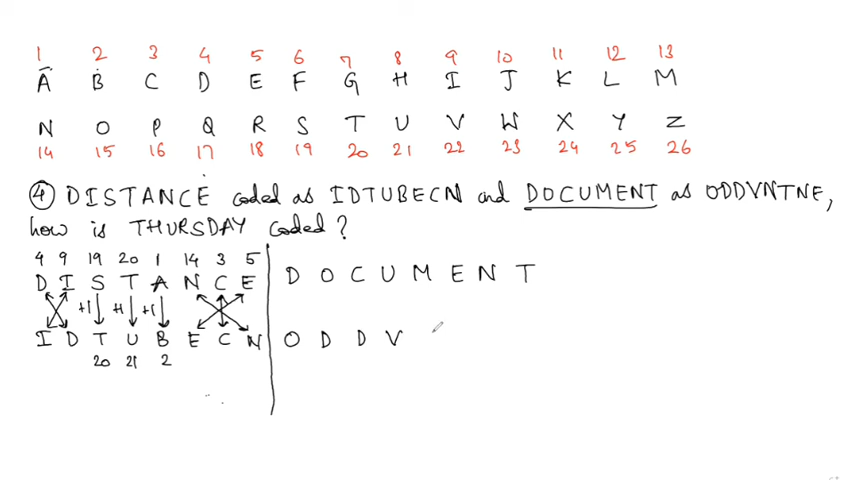 1 2 3 4 5 6 7 8 9 10 11 12 13
A B C D E F G H I J K L M
N O P Q R S T U V W X Y Z
14 15 16 17 18 19 20 21 22 23 24 25 26
4 DISTANCE coded as IDTUBECN and DOCUMENT as ODDVNTNE,
how is THURSDAY coded?
4 9 19 20 1 14 3 5
D I S T A N C E D O C U M E N T
+1 +1 +1
I D T U B E C N O D D V
20 21 2